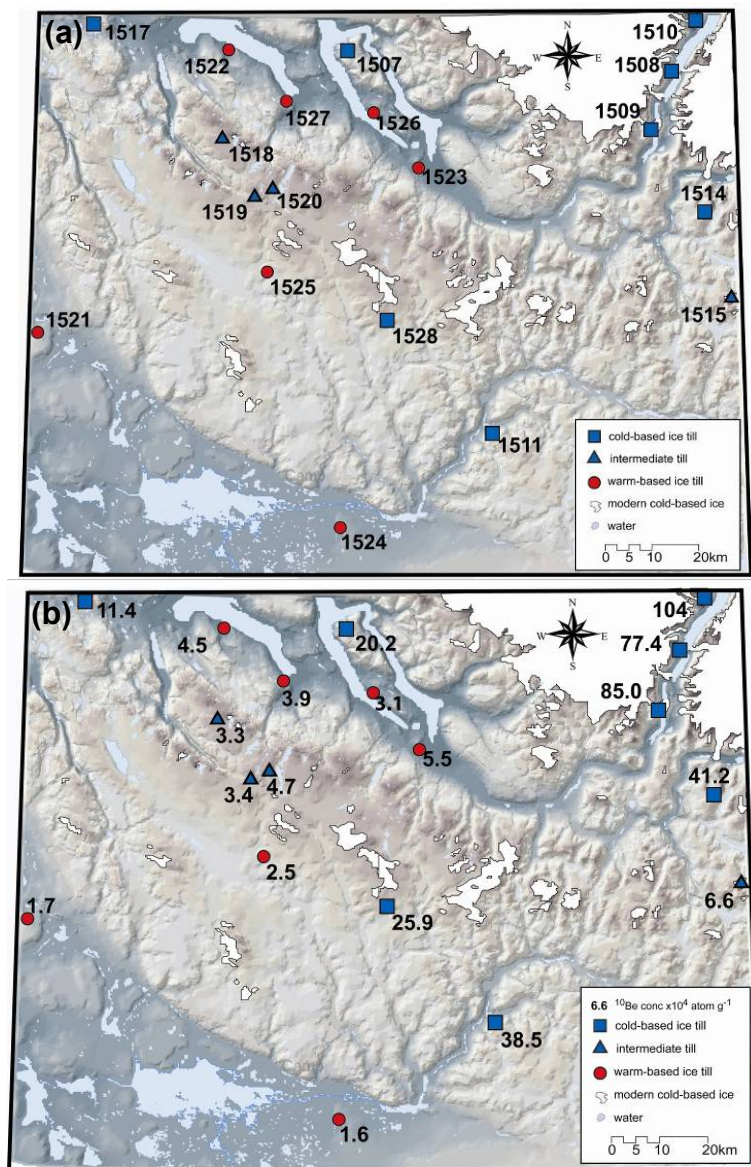 (a)
1517
1522
1507
1510
1508
1527
1526
1509
N
W
E
S
1518
1523
1519
1520
1514
1525
1515
1521
1528
1511
cold-based ice till
intermediate till
warm-based ice till
modern cold-based ice
water
0 10 20km
1524
(b)
11.4
4.5
20.2
104
77.4
N
W
E
S
3.9
3.1
85.0
3.3
5.5
3.4
4.7
41.2
2.5
6.6
1.7
25.9
38.5
6.6 ¹⁰Be conc x10⁴ atom g⁻¹
cold-based ice till
intermediate till
warm-based ice till
modern cold-based ice
water
0 10 20km
1.6